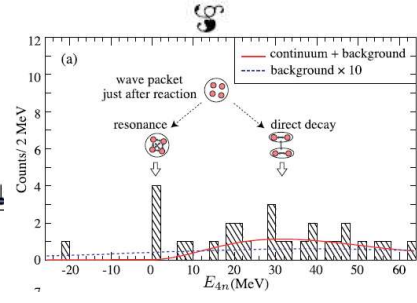 12
10
8
6
4
2
0
Counts/ 2 MeV
(a)
continuum + background
background × 10
wave packet
just after reaction
resonance
direct decay
-20 -10 0 10 20 30 40 50 60
E4n(MeV)